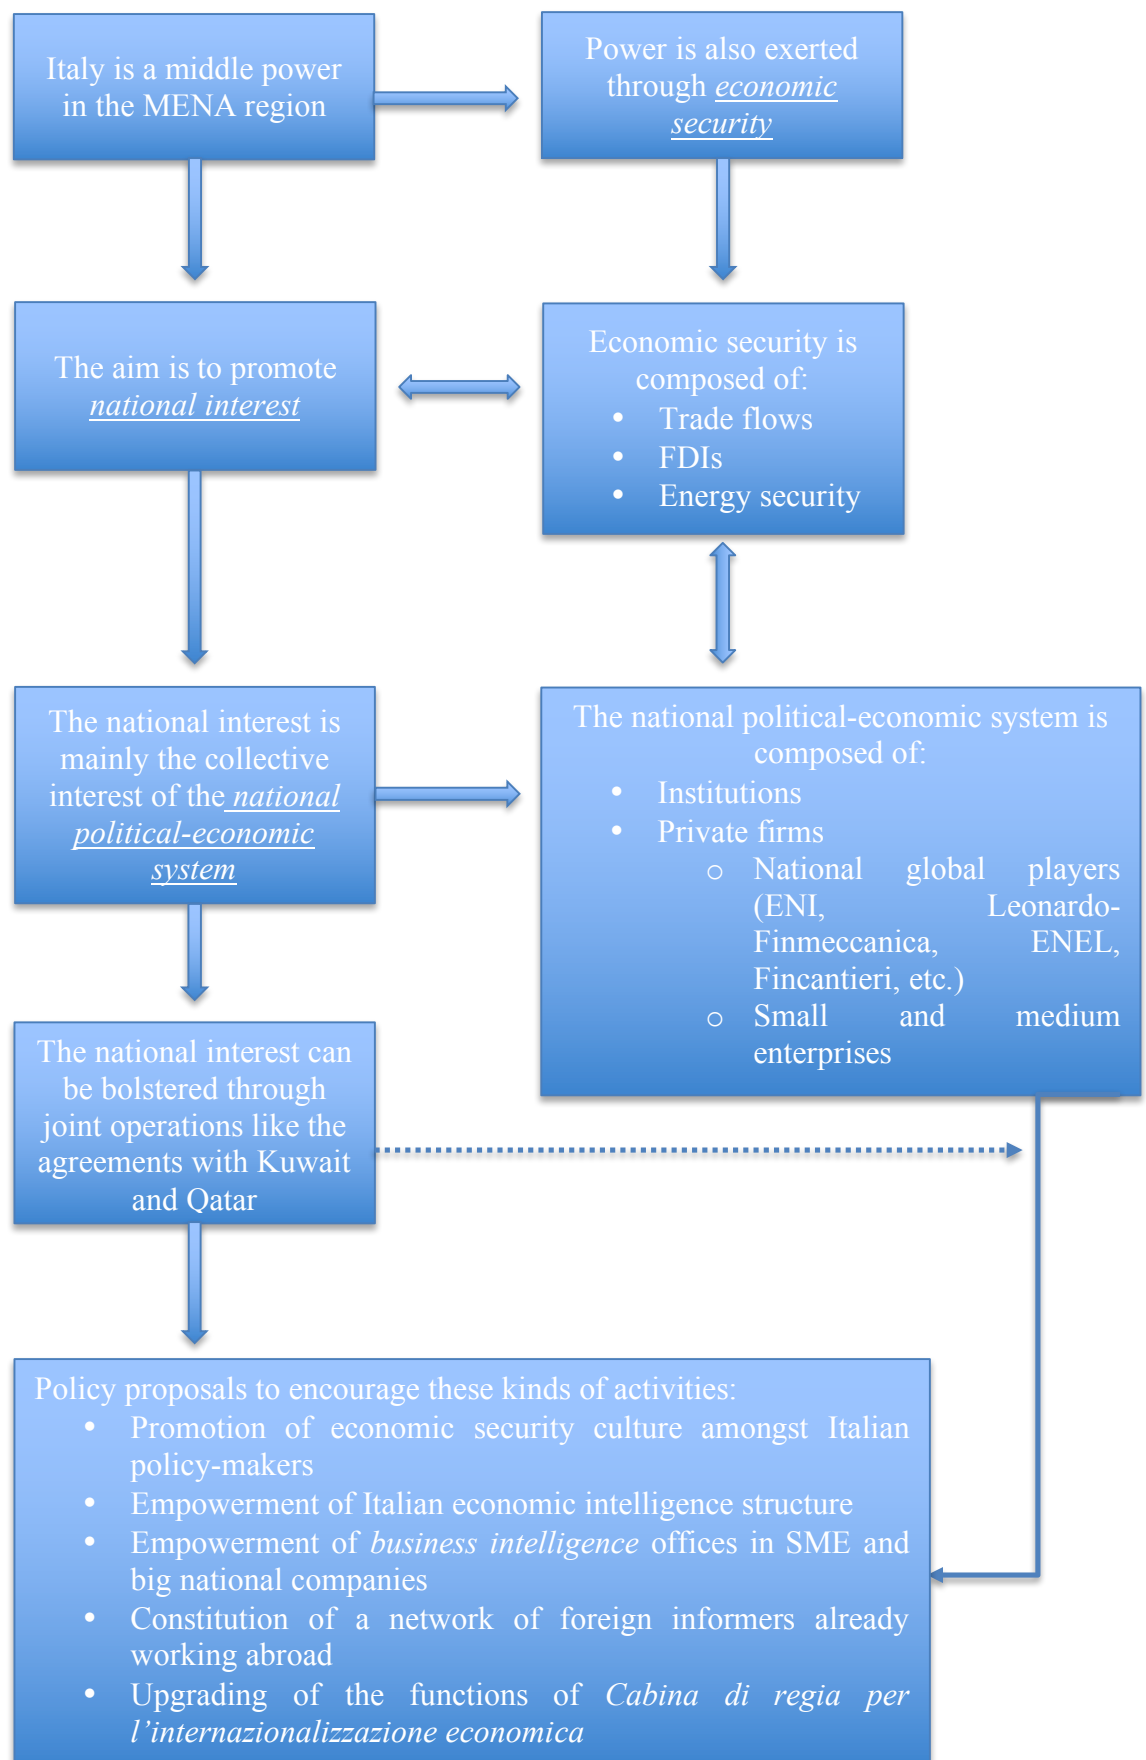 Italy is a middle power
in the MENA region
Power is also exerted
through economic
security
The aim is to promote
national interest
Economic security is
composed of:
• Trade flows
• FDIs
• Energy security
The national interest is
mainly the collective
interest of the national
political-economic
system
The national political-economic system is
composed of:
• Institutions
• Private firms
o National global players
(ENI, Leonardo-
Finmeccanica, ENEL,
Fincantieri, etc.)
o Small and medium
enterprises
The national interest can
be bolstered through
joint operations like the
agreements with Kuwait
and Qatar
Policy proposals to encourage these kinds of activities:
• Promotion of economic security culture amongst Italian
policy-makers
• Empowerment of Italian economic intelligence structure
• Empowerment of business intelligence offices in SME and
big national companies
• Constitution of a network of foreign informers already
working abroad
• Upgrading of the functions of Cabina di regia per
l’internazionalizzazione economica